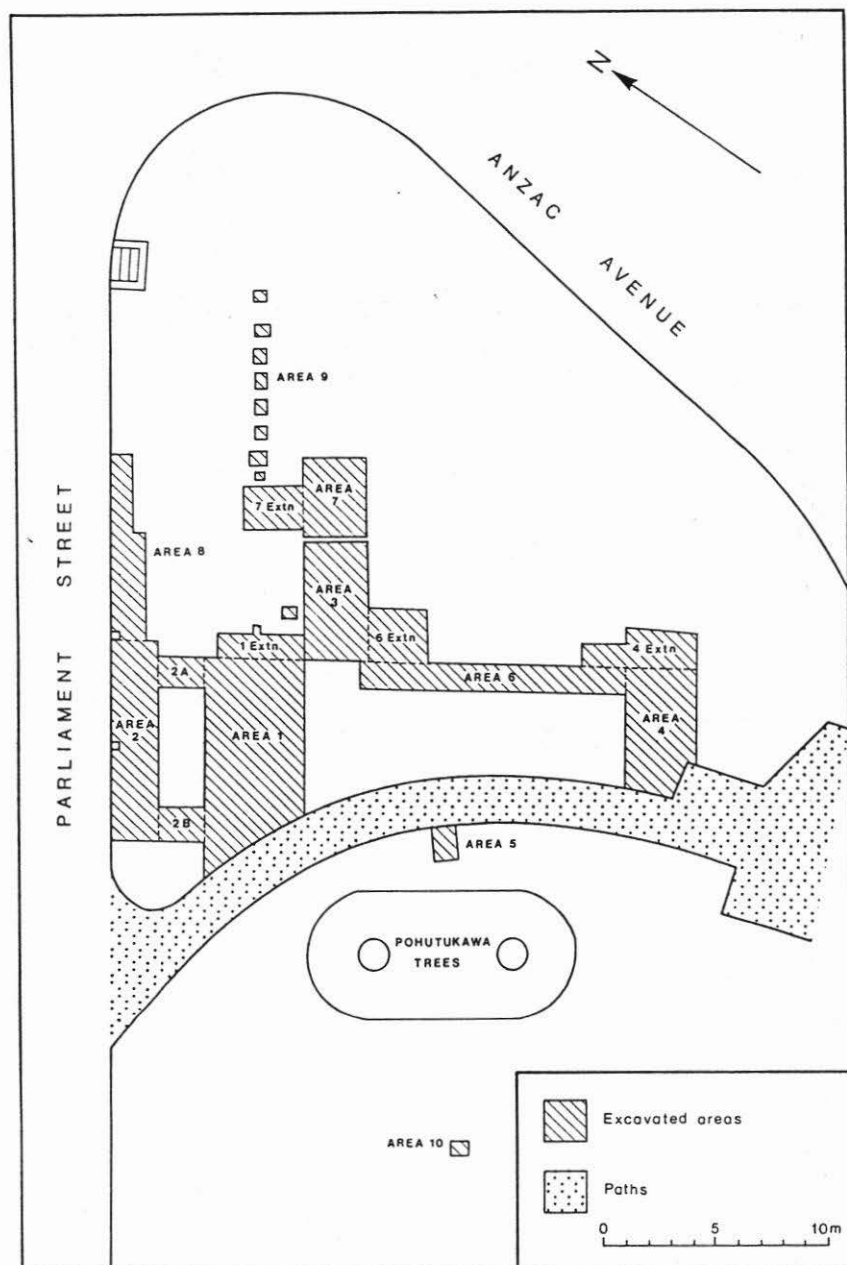 N
ANZAC
AVENUE
AREA 9
AREA
7
7 Extn
PARLIAMENT STREET
AREA 8
AREA
3
1 Extn
6 Extn
4 Extn
2A
AREA 6
AREA
2
AREA 1
AREA
4
2B
AREA 5
POHUTUKAWA
TREES
AREA 10
Excavated areas
Paths
0 5 10m